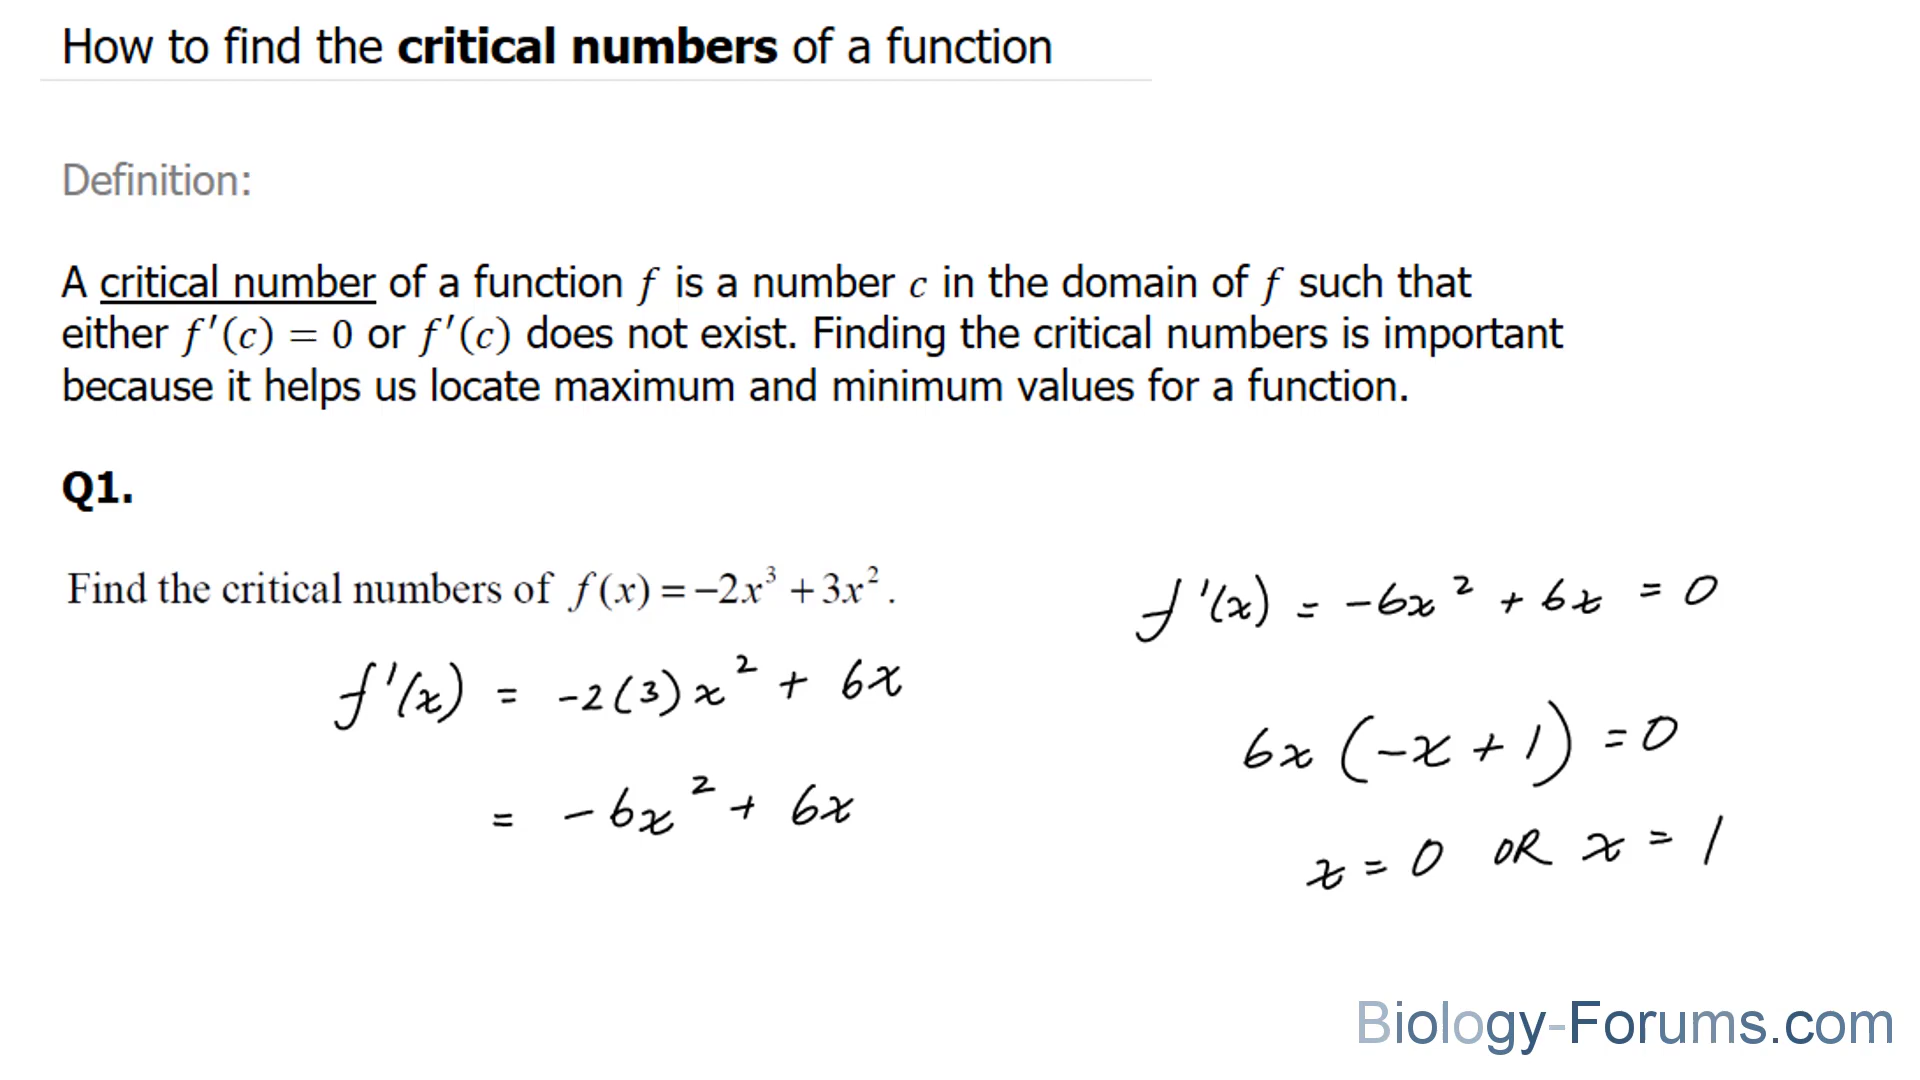 How to find the critical numbers of a function
Definition:
A critical number of a function f is a number c in the domain of f such that
either f′(c) = 0 or f′(c) does not exist. Finding the critical numbers is important
because it helps us locate maximum and minimum values for a function.
Q1.
Find the critical numbers of f(x) = −2x³ + 3x².
f'(x) = -2(3)x² + 6x
= -6x² + 6x
f'(x) = -6x² + 6x = 0
6x (-x + 1) = 0
x = 0 OR x = 1
Biology-Forums.com